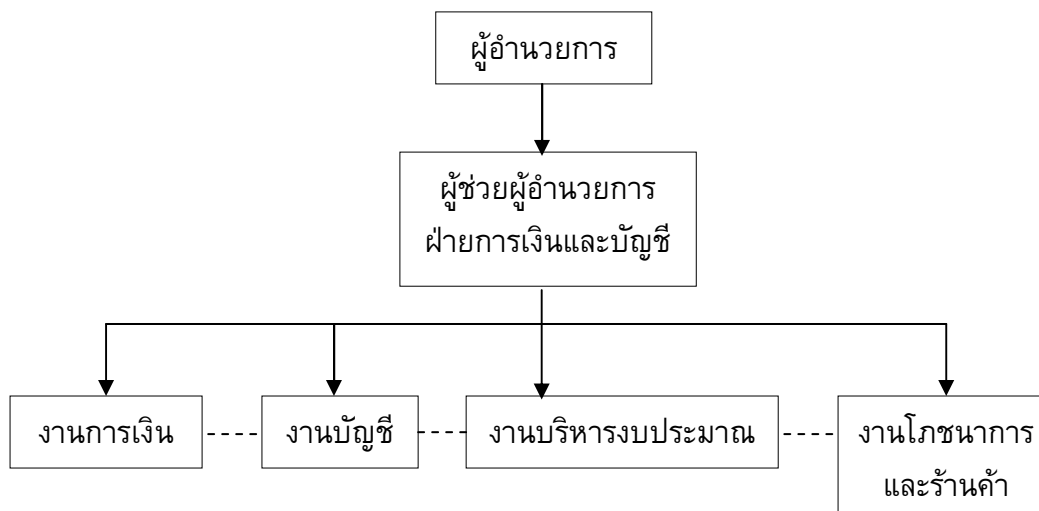 ผู้อำนวยการ
ผู้ช่วยผู้อำนวยการ
ฝ่ายการเงินและบัญชี
งานการเงิน
งานบัญชี
งานบริหารงบประมาณ
งานโภชนาการ
และร้านค้า